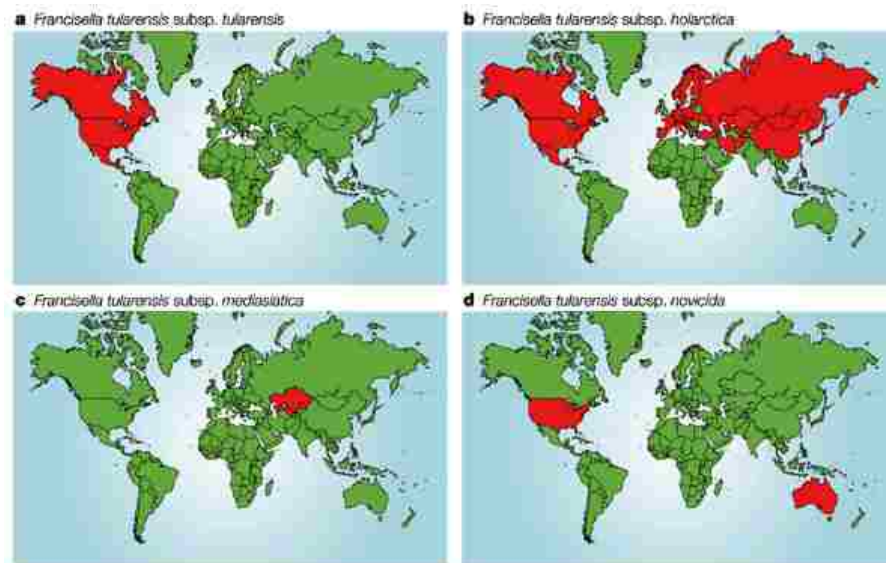 a Francisella tularensis subsp. tularensis
b Francisella tularensis subsp. holarctica
c Francisella tularensis subsp. mediasiatica
d Francisella tularensis subsp. novicida